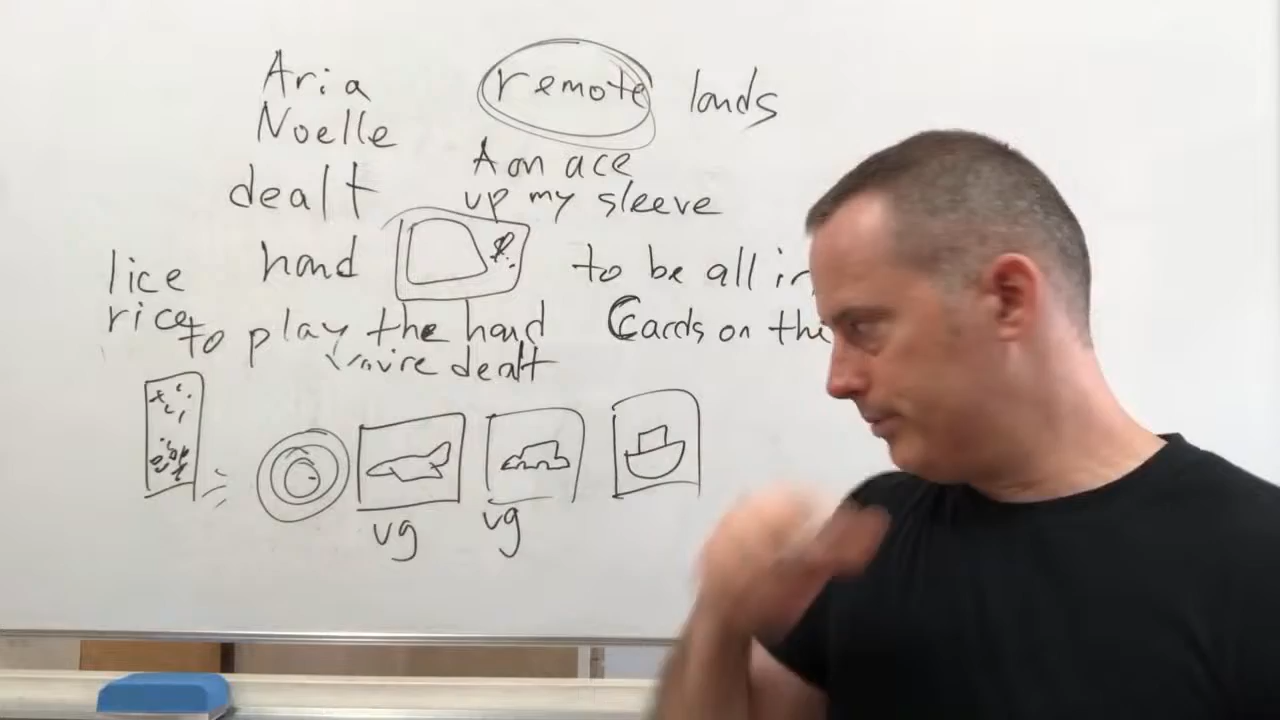 Aria
Noelle
remote lands
A an ace
up my sleeve
dealt
hand
to be all in
lice
rice
to play the hand
you're dealt
Cards on the
vg
vg